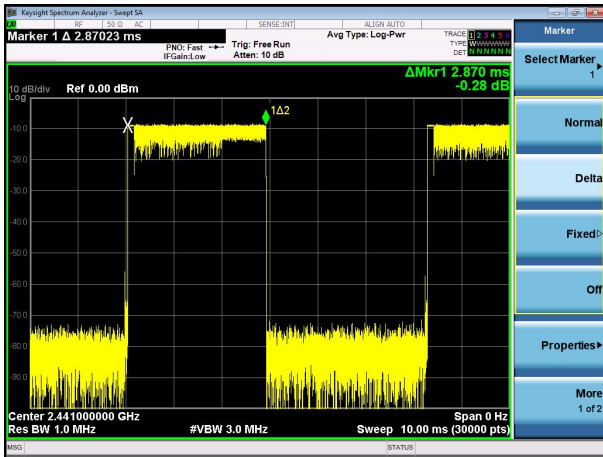 Keysight Spectrum Analyzer - Swept SA
RF 50 Ω AC SENSE:INT ALIGN AUTO
Marker 1 Δ 2.87023 ms
PNO: Fast
IFGain:Low
Trig: Free Run
Atten: 10 dB
Avg Type: Log-Pwr
TRACE 1 2 3 4 5 6
TYPE WWWWWW
DET N N N N N N
ΔMkr1 2.870 ms
-0.28 dB
10 dB/div Ref 0.00 dBm
Log
1Δ2
-10.0
-20.0
-30.0
-40.0
-50.0
-60.0
-70.0
-80.0
-90.0
Center 2.441000000 GHz
Span 0 Hz
Res BW 1.0 MHz
#VBW 3.0 MHz
Sweep 10.00 ms (30000 pts)
MSG
STATUS
Marker
Select Marker
1
Normal
Delta
Fixed
Off
Properties
More
1 of 2